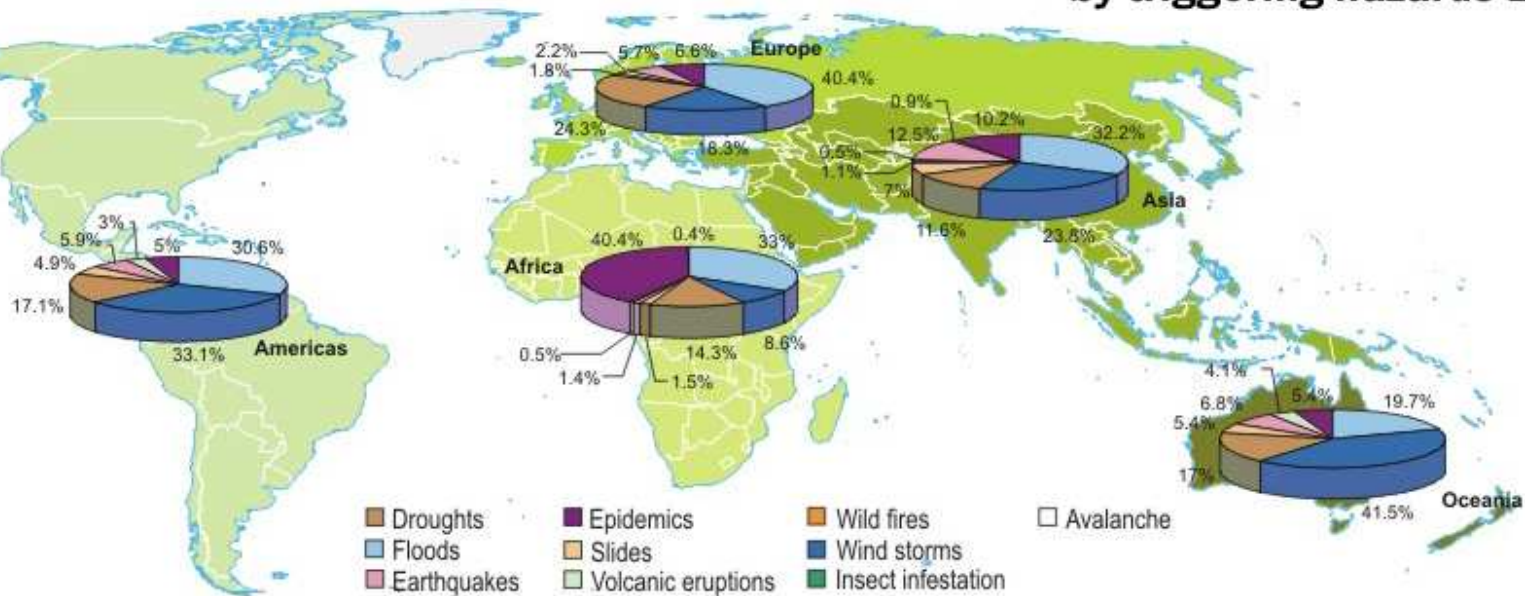 by triggering hazards
Europe
2.2%
5.7%
6.6%
1.8%
40.4%
24.3%
18.3%
0.9%
10.2%
32.2%
12.5%
0.5%
1.1%
7%
11.6%
23.8%
Asia
3%
5.9%
5%
30.6%
4.9%
17.1%
33.1%
Americas
40.4%
0.4%
33%
Africa
0.5%
14.3%
8.6%
1.4%
1.5%
4.1%
6.8%
5.4%
19.7%
5.4%
17%
41.5%
Oceania
Droughts
Floods
Earthquakes
Epidemics
Slides
Volcanic eruptions
Wild fires
Wind storms
Insect infestation
Avalanche